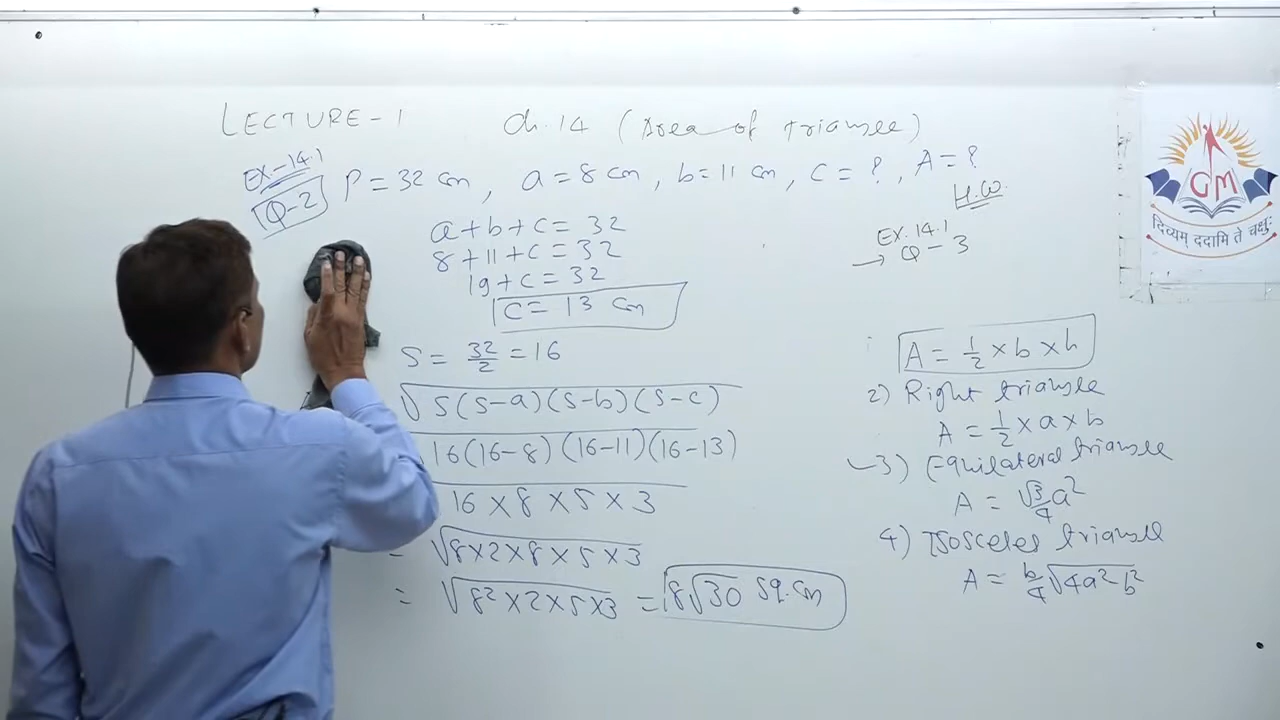 LECTURE-1 Ch.14 (Area of triangle)
EX-14.1
Q-2 P=32 cm, a=8 cm, b=11 cm, c=?, A=?
H.W.
a+b+c=32
8+11+c=32
19+c=32
c=13 cm
S=32/2=16
√S(S-a)(S-b)(S-c)
16(16-8)(16-11)(16-13)
16×8×5×3
=√8×2×8×5×3
=√8²×2×5×3 = 8√30 sq.cm
EX.14.1
→ Q-3
A=1/2×b×h
2) Right triangle
A=1/2×a×b
3) Equilateral triangle
A=√3/4 a²
4) Isosceles triangle
A=b/4 √4a²-b²
GM
दिव्यम् ददामि ते चक्षुः